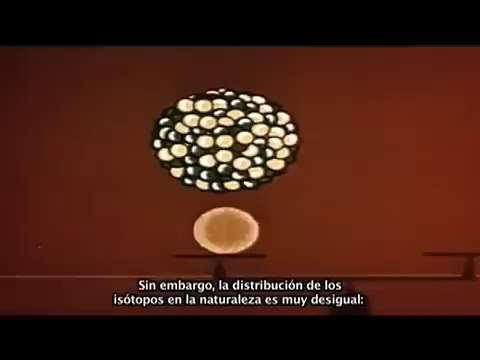 Sin embargo, la distribución de los
isótopos en la naturaleza es muy desigual: